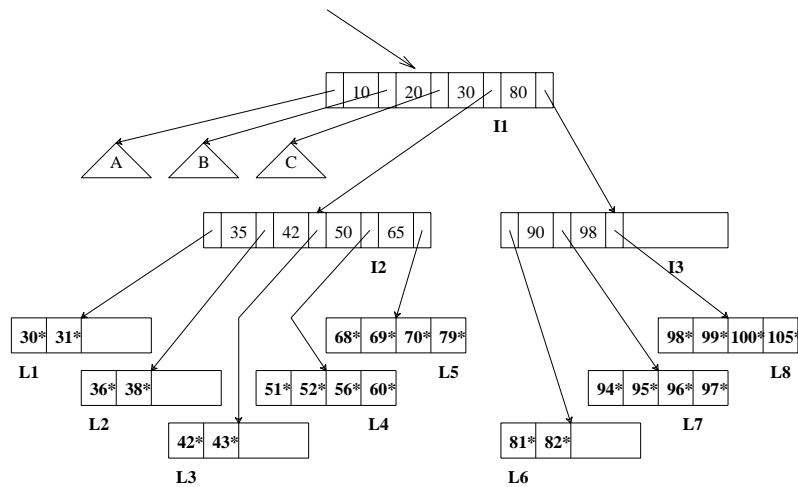 10 20 30 80
I1
A B C
35 42 50 65
90 98
I2
I3
30* 31*
68* 69* 70* 79*
98* 99* 100* 105*
L1
L5
L8
36* 38*
51* 52* 56* 60*
94* 95* 96* 97*
L2
L4
L7
42* 43*
81* 82*
L3
L6